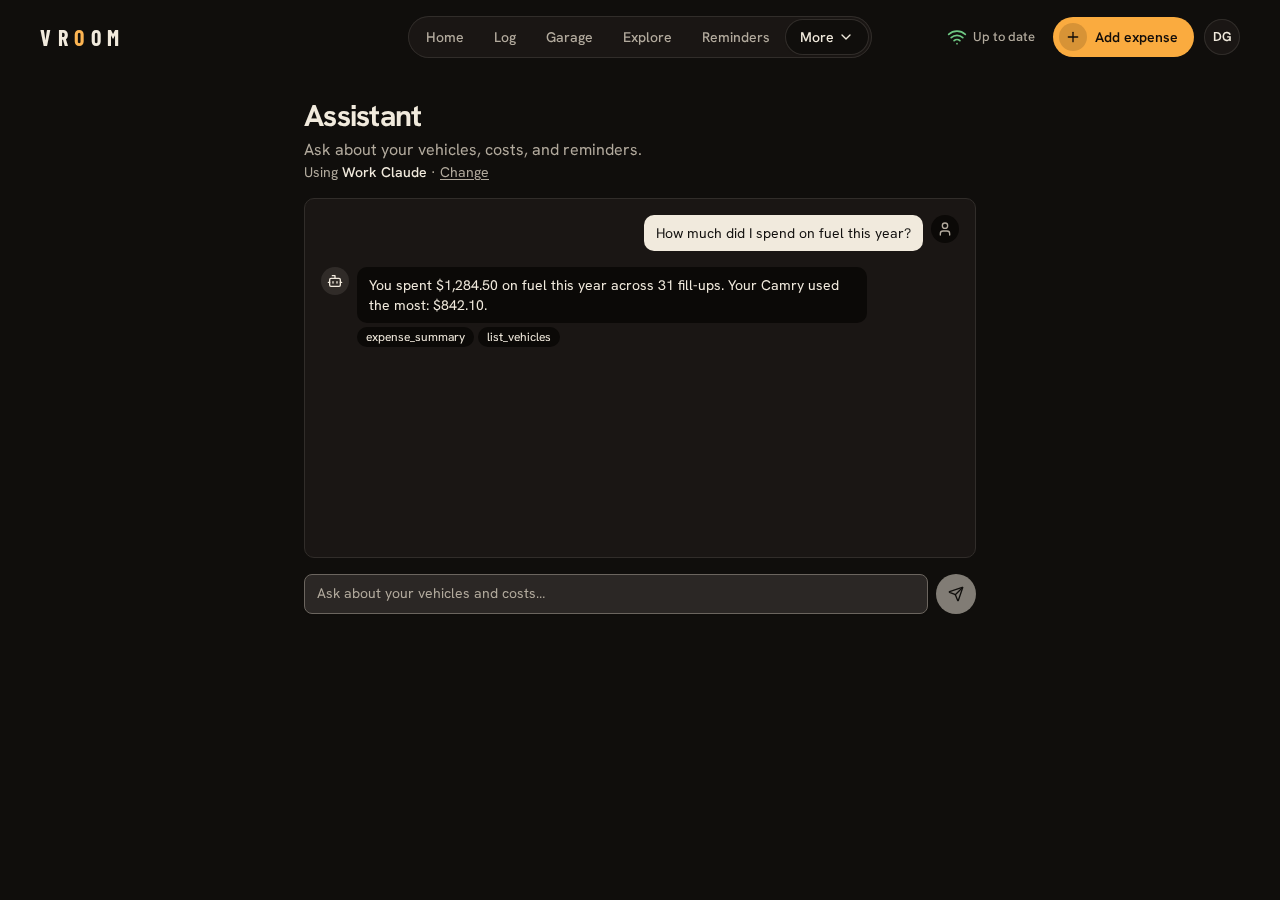 VROOM
Home
Log
Garage
Explore
Reminders
More
Up to date
Add expense
DG
Assistant
Ask about your vehicles, costs, and reminders.
Using Work Claude · Change
How much did I spend on fuel this year?
You spent $1,284.50 on fuel this year across 31 fill-ups. Your Camry used
the most: $842.10.
expense_summary
list_vehicles
Ask about your vehicles and costs...